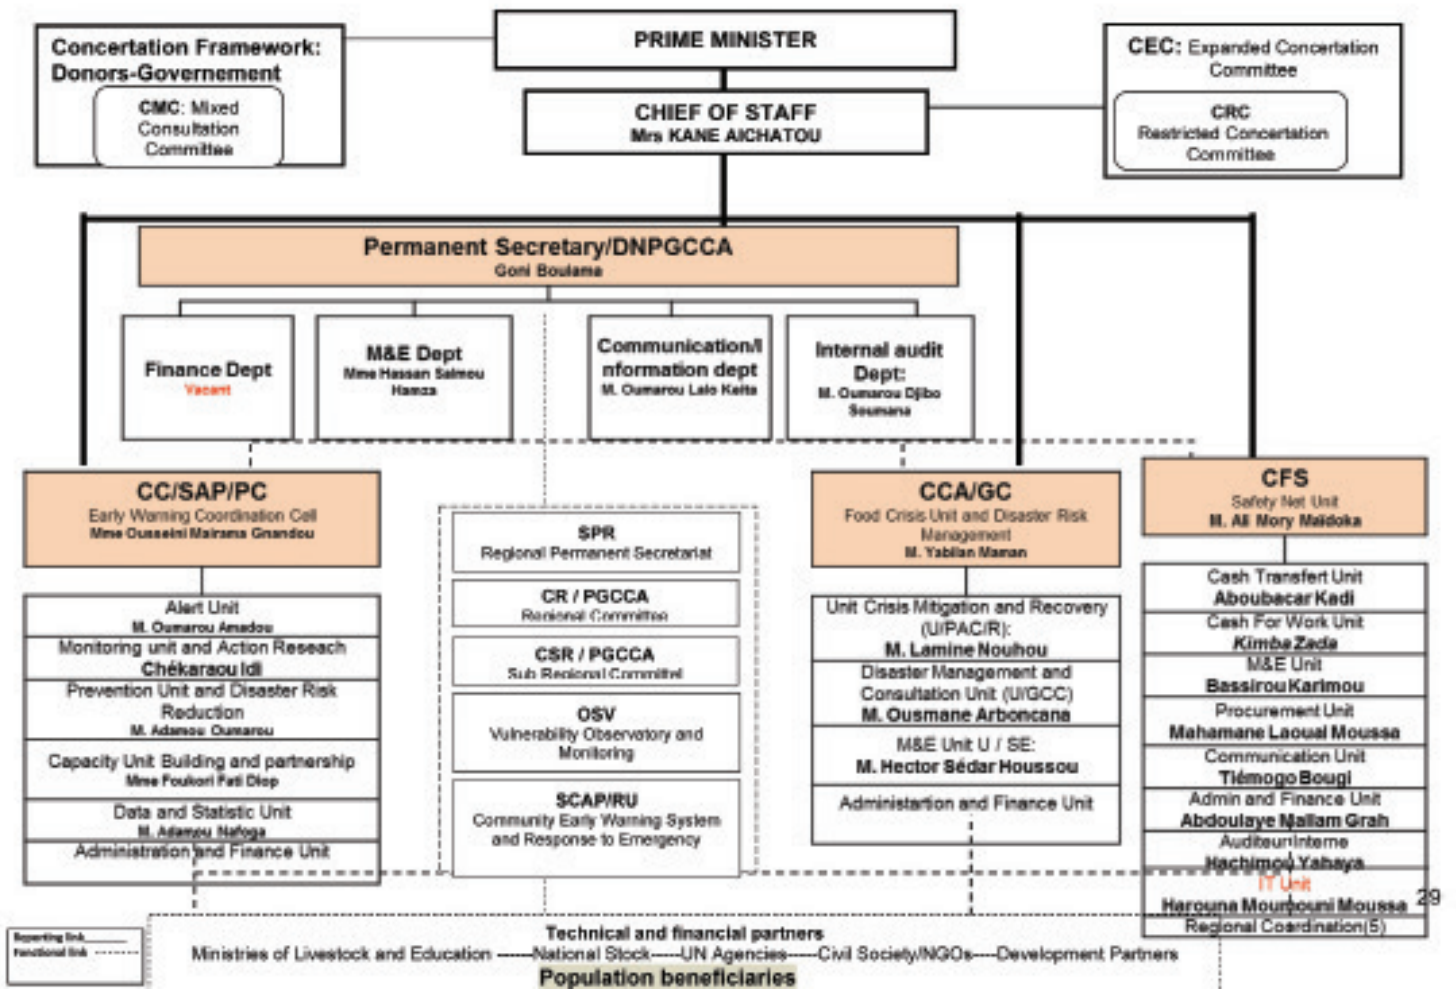 Concertation Framework:
Donors-Governement
CMC: Mixed
Consultation
Committee
PRIME MINISTER
CHIEF OF STAFF
Mrs KANE AICHATOU
CEC: Expanded Concertation
Committee
CRC
Restricted Concertation
Committee
Permanent Secretary/DNPGCCA
Goni Boulama
Finance Dept
Vacant
M&E Dept
Mme Hassan Salmou
Hamza
Communication/I
nformation dept
M. Oumarou Lalo Keita
Internal audit
Dept:
M. Oumarou Djibo
Soumana
CC/SAP/PC
Early Warning Coordination Cell
Mme Ousseini Mairama Gnandou
Alert Unit
M. Oumarou Amadou
Monitoring unit and Action Reseach
Chékaraou Idi
Prevention Unit and Disaster Risk
Reduction
M. Adamou Oumarou
Capacity Unit Building and partnership
Mme Foukori Fati Diop
Data and Statistic Unit
M. Adamou Nafoga
Administration and Finance Unit
SPR
Regional Permanent Secretariat
CR / PGCCA
Regional Committee
CSR / PGCCA
Sub Regional Committel
OSV
Vulnerability Observatory and
Monitoring
SCAP/RU
Community Early Warning System
and Response to Emergency
CCA/GC
Food Crisis Unit and Disaster Risk
Management
M. Yabilan Maman
Unit Crisis Mitigation and Recovery
(U/PAC/R):
M. Lamine Nouhou
Disaster Management and
Consultation Unit (U/GCC)
M. Ousmane Arboncana
M&E Unit U / SE:
M. Hector Sédar Houssou
Administartion and Finance Unit
CFS
Safety Net Unit
M. Ali Mory Maïdoka
Cash Transfert Unit
Aboubacar Kadi
Cash For Work Unit
Kimba Zada
M&E Unit
Bassirou Karimou
Procurement Unit
Mahamane Laoual Moussa
Communication Unit
Tiémogo Bougi
Admin and Finance Unit
Abdoulaye Mallam Grah
Auditeur Interne
Hachimou Yahaya
IT Unit
Harouna Moumouni Moussa
Regional Coordination(5)
29
Reporting link______
Functional link -------
Technical and financial partners
Ministries of Livestock and Education ------National Stock-----UN Agencies-----Civil Society/NGOs----Development Partners
Population beneficiaries